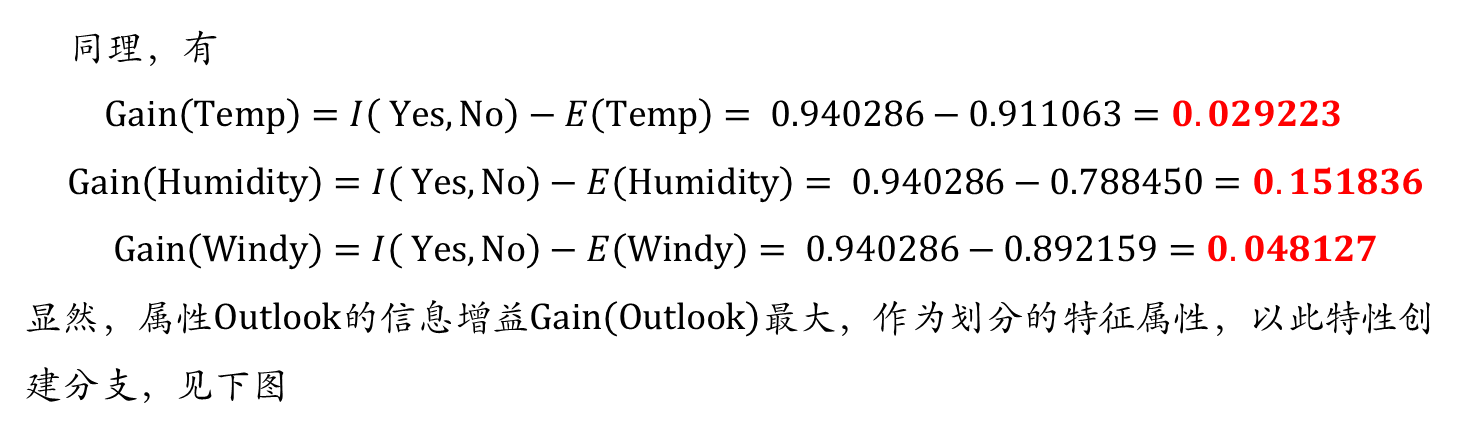 同理，有
Gain(Temp) = I( Yes, No) − E(Temp) = 0.940286 − 0.911063 = 0.029223
Gain(Humidity) = I( Yes, No) − E(Humidity) = 0.940286 − 0.788450 = 0.151836
Gain(Windy) = I( Yes, No) − E(Windy) = 0.940286 − 0.892159 = 0.048127
显然，属性Outlook的信息增益Gain(Outlook)最大，作为划分的特征属性，以此特性创
建分支，见下图